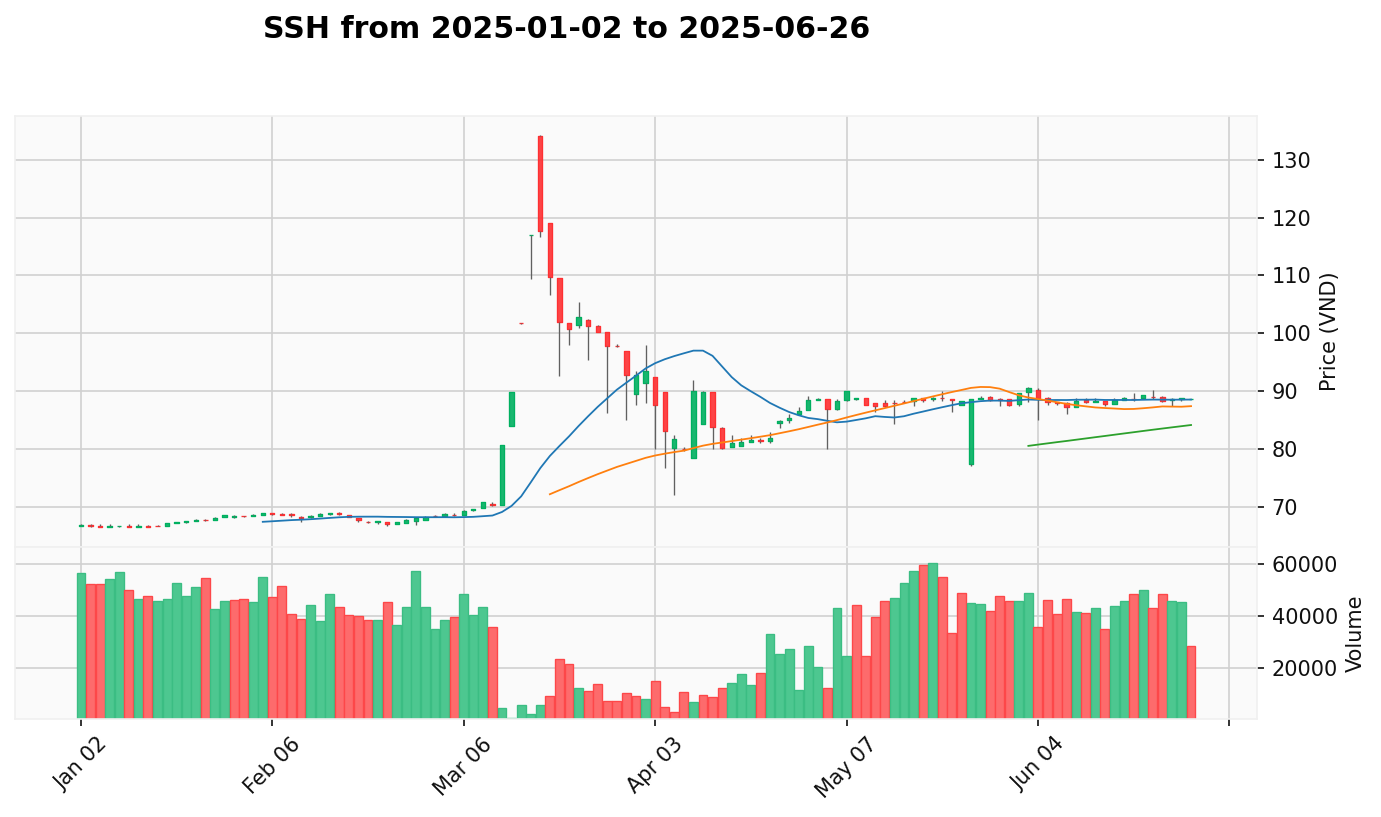 SSH from 2025-01-02 to 2025-06-26
130
120
110
100
90
80
70
Price (VND)
60000
40000
20000
Volume
Jan 02
Feb 06
Mar 06
Apr 03
May 07
Jun 04